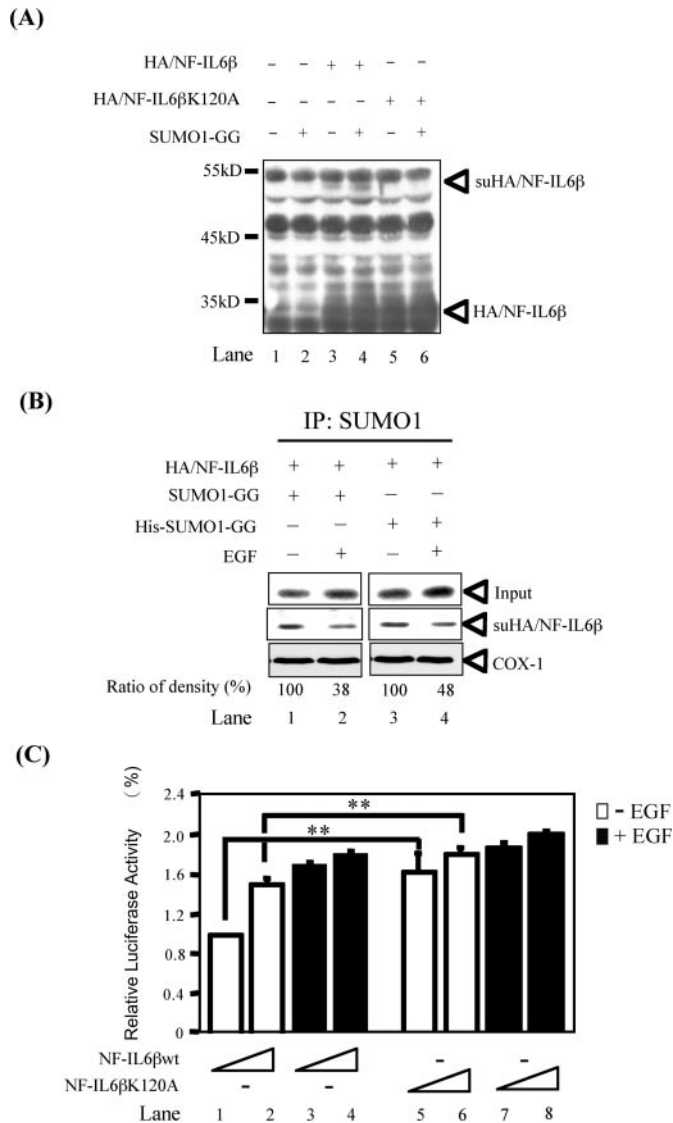 (A)
HA/NF-IL6β - - + + - -
HA/NF-IL6βK120A - - - - + +
SUMO1-GG - + - + - +
55kD
suHA/NF-IL6β
45kD
35kD
HA/NF-IL6β
Lane 1 2 3 4 5 6
(B)
IP: SUMO1
HA/NF-IL6β + + + +
SUMO1-GG + + — —
His-SUMO1-GG — — + +
EGF — + — +
Input
suHA/NF-IL6β
COX-1
Ratio of density (%) 100 38 100 48
Lane 1 2 3 4
(C)
Relative Luciferase Activity (%)
2.4
2.0
1.6
1.2
0.8
0.4
0
**
**
- EGF
+ EGF
NF-IL6βwt - -
NF-IL6βK120A - -
Lane 1 2 3 4 5 6 7 8